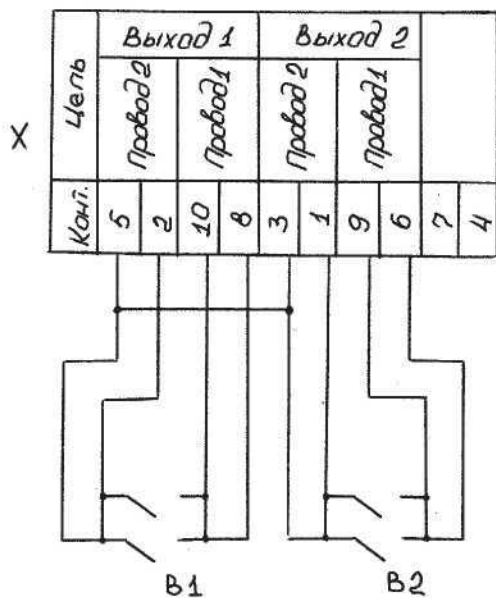 X
Цепь
Выход 1
Выход 2
Провод 2
Провод 1
Провод 2
Провод 1
Конт.
5
2
10
8
3
1
9
6
7
4
В1
В2